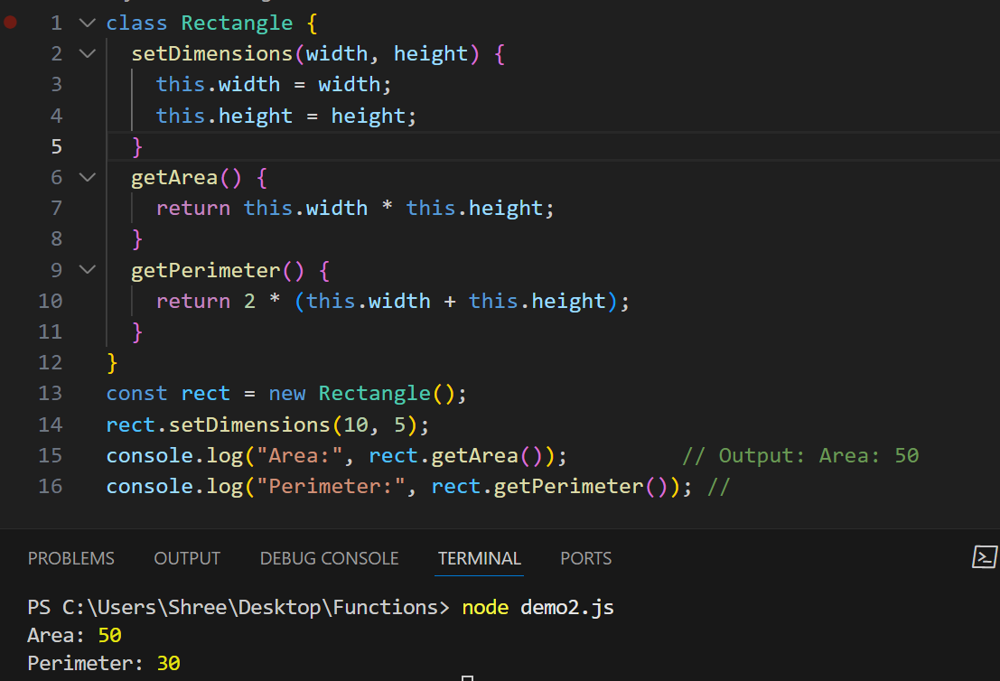 1 class Rectangle {
2 setDimensions(width, height) {
3 this.width = width;
4 this.height = height;
5 }
6 getArea() {
7 return this.width * this.height;
8 }
9 getPerimeter() {
10 return 2 * (this.width + this.height);
11 }
12 }
13 const rect = new Rectangle();
14 rect.setDimensions(10, 5);
15 console.log("Area:", rect.getArea()); // Output: Area: 50
16 console.log("Perimeter:", rect.getPerimeter()); //
PROBLEMS OUTPUT DEBUG CONSOLE TERMINAL PORTS
PS C:\Users\Shree\Desktop\Functions> node demo2.js
Area: 50
Perimeter: 30